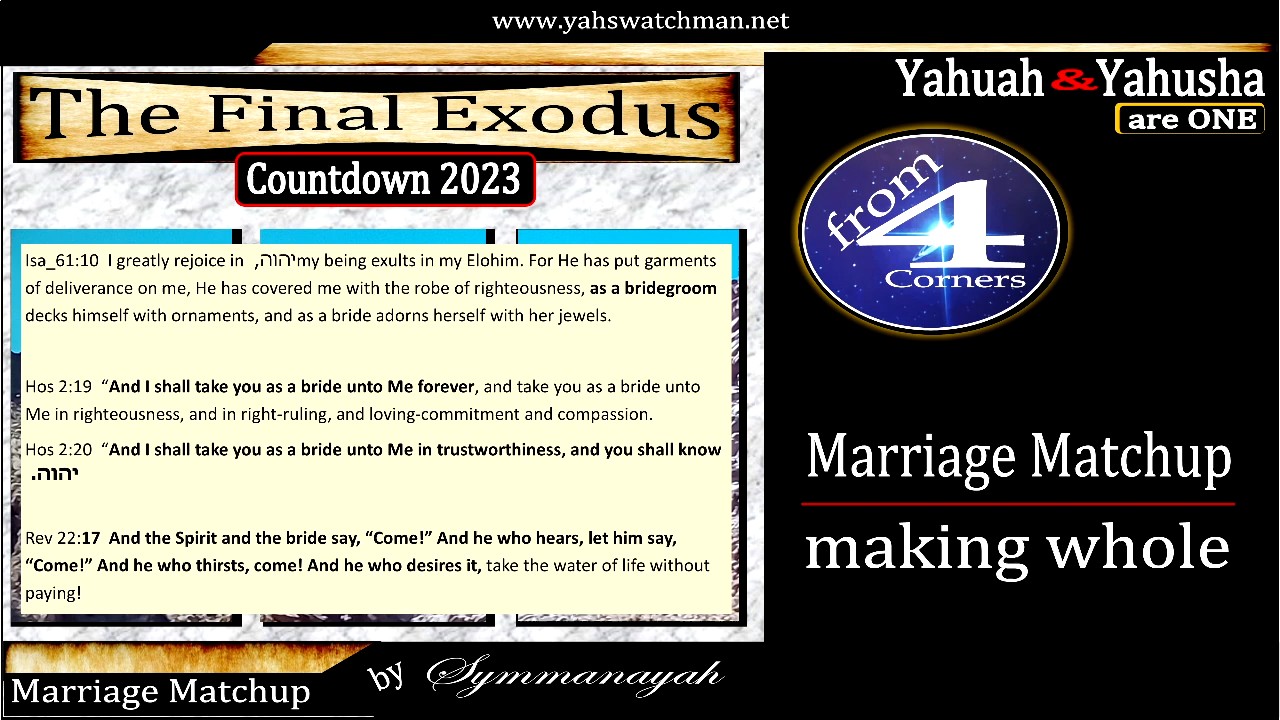 www.yahswatchman.net
The Final Exodus
Countdown 2023
Isa_61:10 I greatly rejoice in יהוה, my being exults in my Elohim. For He has put garments
of deliverance on me, He has covered me with the robe of righteousness, as a bridegroom
decks himself with ornaments, and as a bride adorns herself with her jewels.
Hos 2:19 “And I shall take you as a bride unto Me forever, and take you as a bride unto
Me in righteousness, and in right-ruling, and loving-commitment and compassion.
Hos 2:20 “And I shall take you as a bride unto Me in trustworthiness, and you shall know
יהוה.
Rev 22:17 And the Spirit and the bride say, “Come!” And he who hears, let him say,
“Come!” And he who thirsts, come! And he who desires it, take the water of life without
paying!
Marriage Matchup
by Symmanayah
Yahuah & Yahusha
are ONE
from
4
Corners
Marriage Matchup
making whole